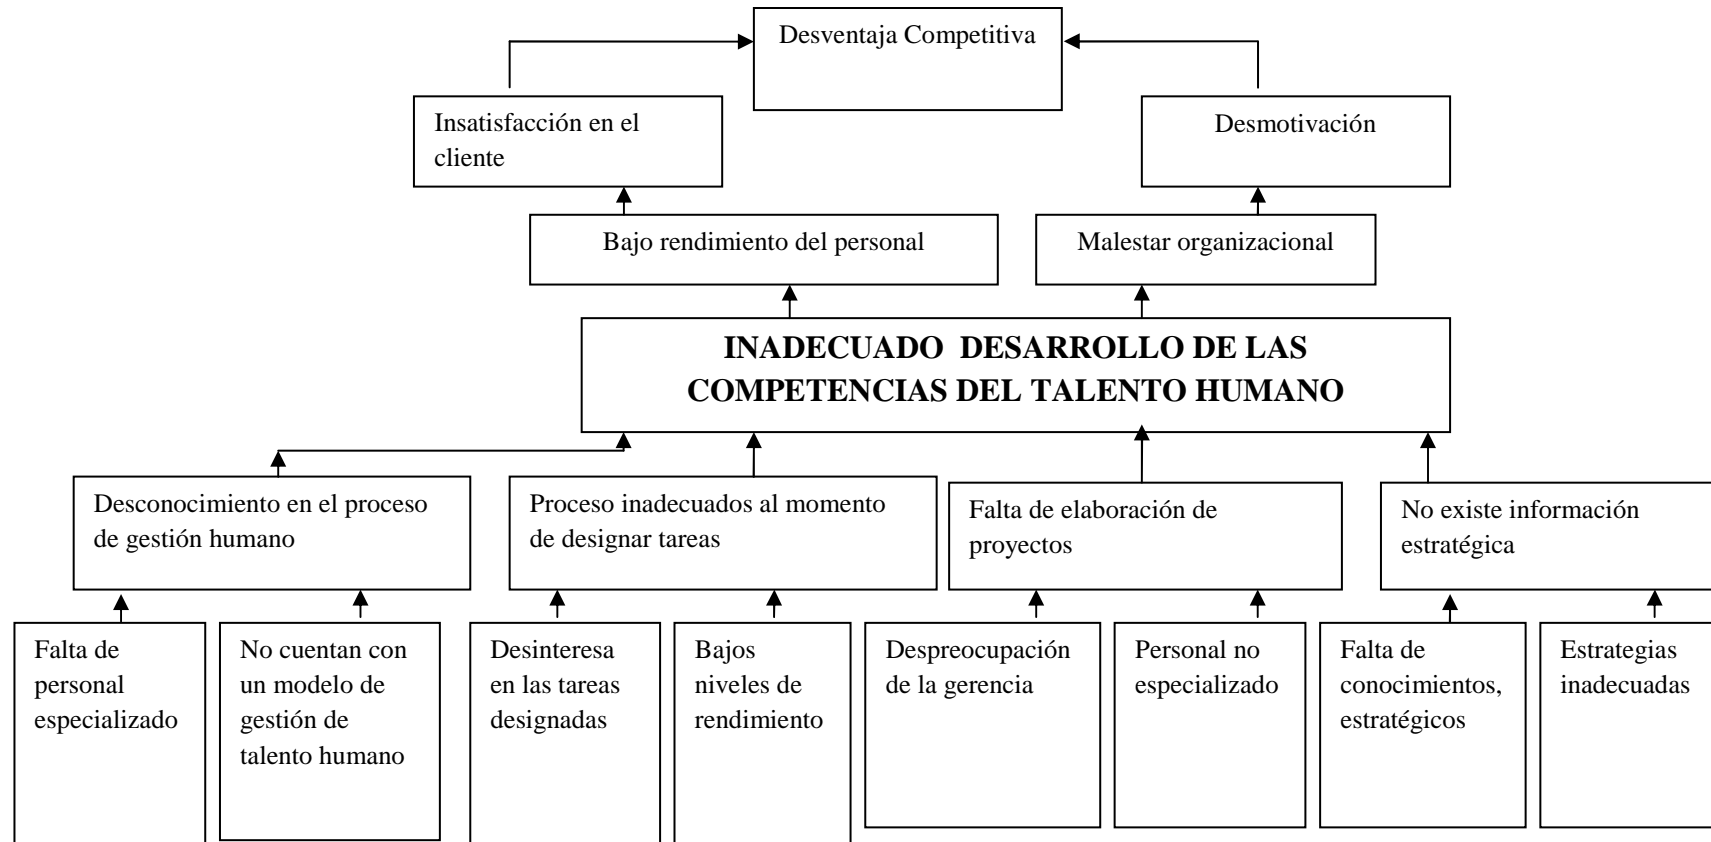 Desventaja Competitiva
Insatisfacción en el
cliente
Desmotivación
Bajo rendimiento del personal
Malestar organizacional
INADECUADO DESARROLLO DE LAS
COMPETENCIAS DEL TALENTO HUMANO
Desconocimiento en el proceso
de gestión humano
Proceso inadecuados al momento
de designar tareas
Falta de elaboración de
proyectos
No existe información
estratégica
Falta de
personal
especializado
No cuentan con
un modelo de
gestión de
talento humano
Desinteresa
en las tareas
designadas
Bajos
niveles de
rendimiento
Despreocupación
de la gerencia
Personal no
especializado
Falta de
conocimientos,
estratégicos
Estrategias
inadecuadas